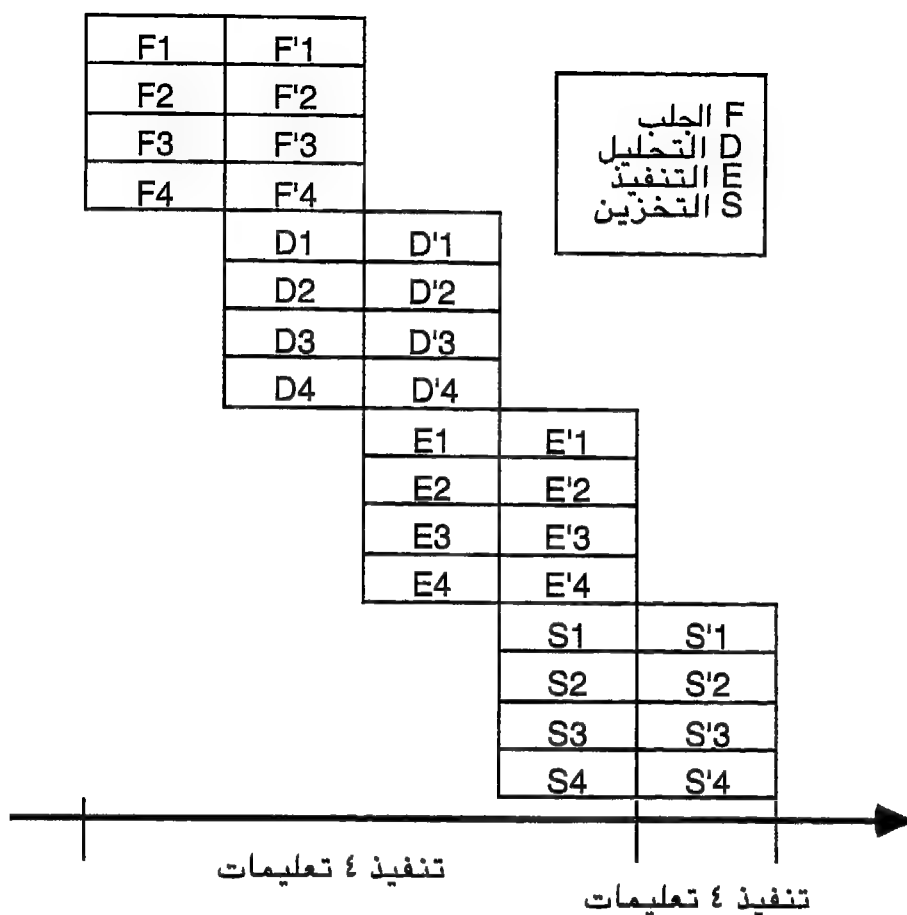 F1 F'1
F2 F'2
F3 F'3
F4 F'4
F الجلب
D التحليل
E التنفيذ
S التخزين
D1 D'1
D2 D'2
D3 D'3
D4 D'4
E1 E'1
E2 E'2
E3 E'3
E4 E'4
S1 S'1
S2 S'2
S3 S'3
S4 S'4
تنفيذ ٤ تعليمات
تنفيذ ٤ تعليمات